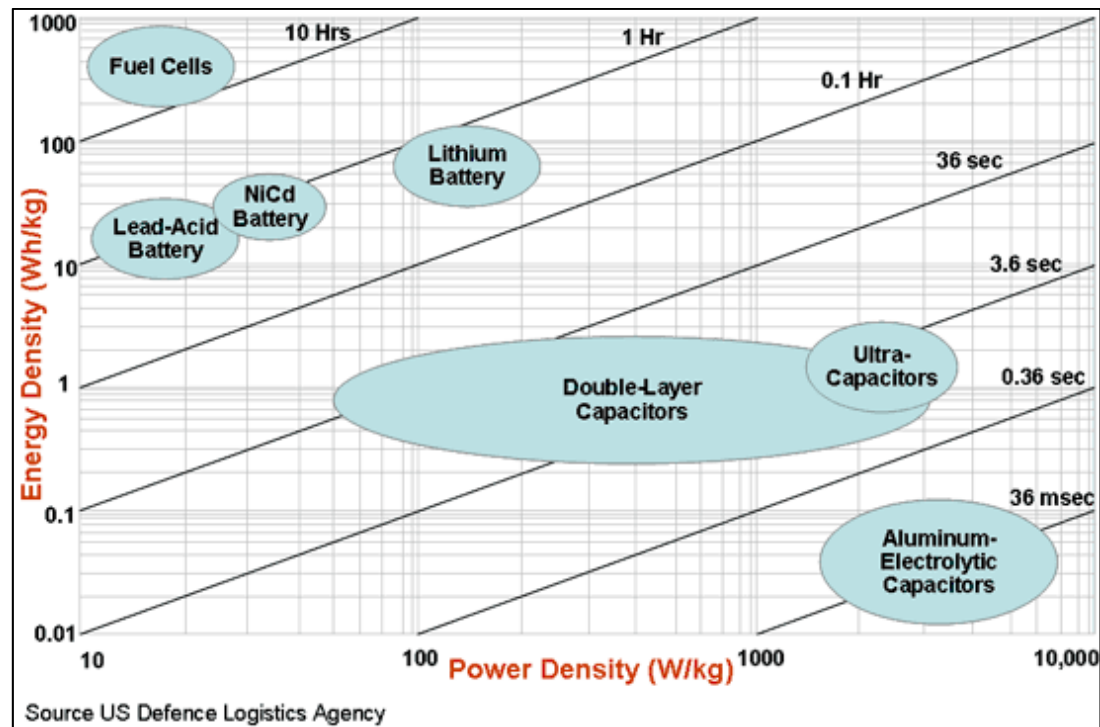 1000
100
10
1
0.1
0.01
Energy Density (Wh/kg)
10 Hrs
1 Hr
0.1 Hr
36 sec
3.6 sec
0.36 sec
36 msec
Fuel Cells
Lithium
Battery
NiCd
Battery
Lead-Acid
Battery
Double-Layer
Capacitors
Ultra-
Capacitors
Aluminum-
Electrolytic
Capacitors
10
100
1000
10,000
Power Density (W/kg)
Source US Defence Logistics Agency